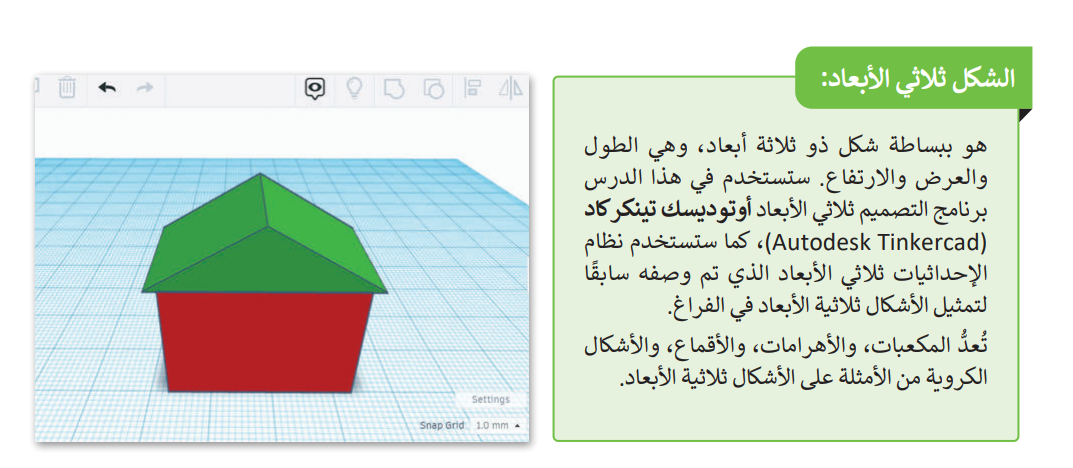 الشكل ثلاثي الأبعاد:
هو ببساطة شكل ذو ثلاثة أبعاد، وهي الطول
والعرض والارتفاع. ستستخدم في هذا الدرس
برنامج التصميم ثلاثي الأبعاد أوتوديسك تينكركاد
(Autodesk Tinkercad)، كما ستستخدم نظام
الإحداثيات ثلاثي الأبعاد الذي تم وصفه سابقًا
لتمثيل الأشكال ثلاثية الأبعاد في الفراغ.
تُعدُّ المكعبات، والأهرامات، والأقماع، والأشكال
الكروية من الأمثلة على الأشكال ثلاثية الأبعاد.
Settings
Snap Grid 1.0 mm